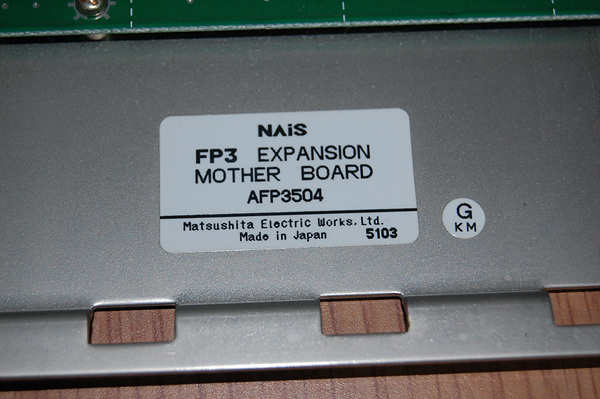 NAiS
FP3 EXPANSION
MOTHER BOARD
AFP3504
Matsushita Electric Works.Ltd.
Made in Japan 5103
G
KM